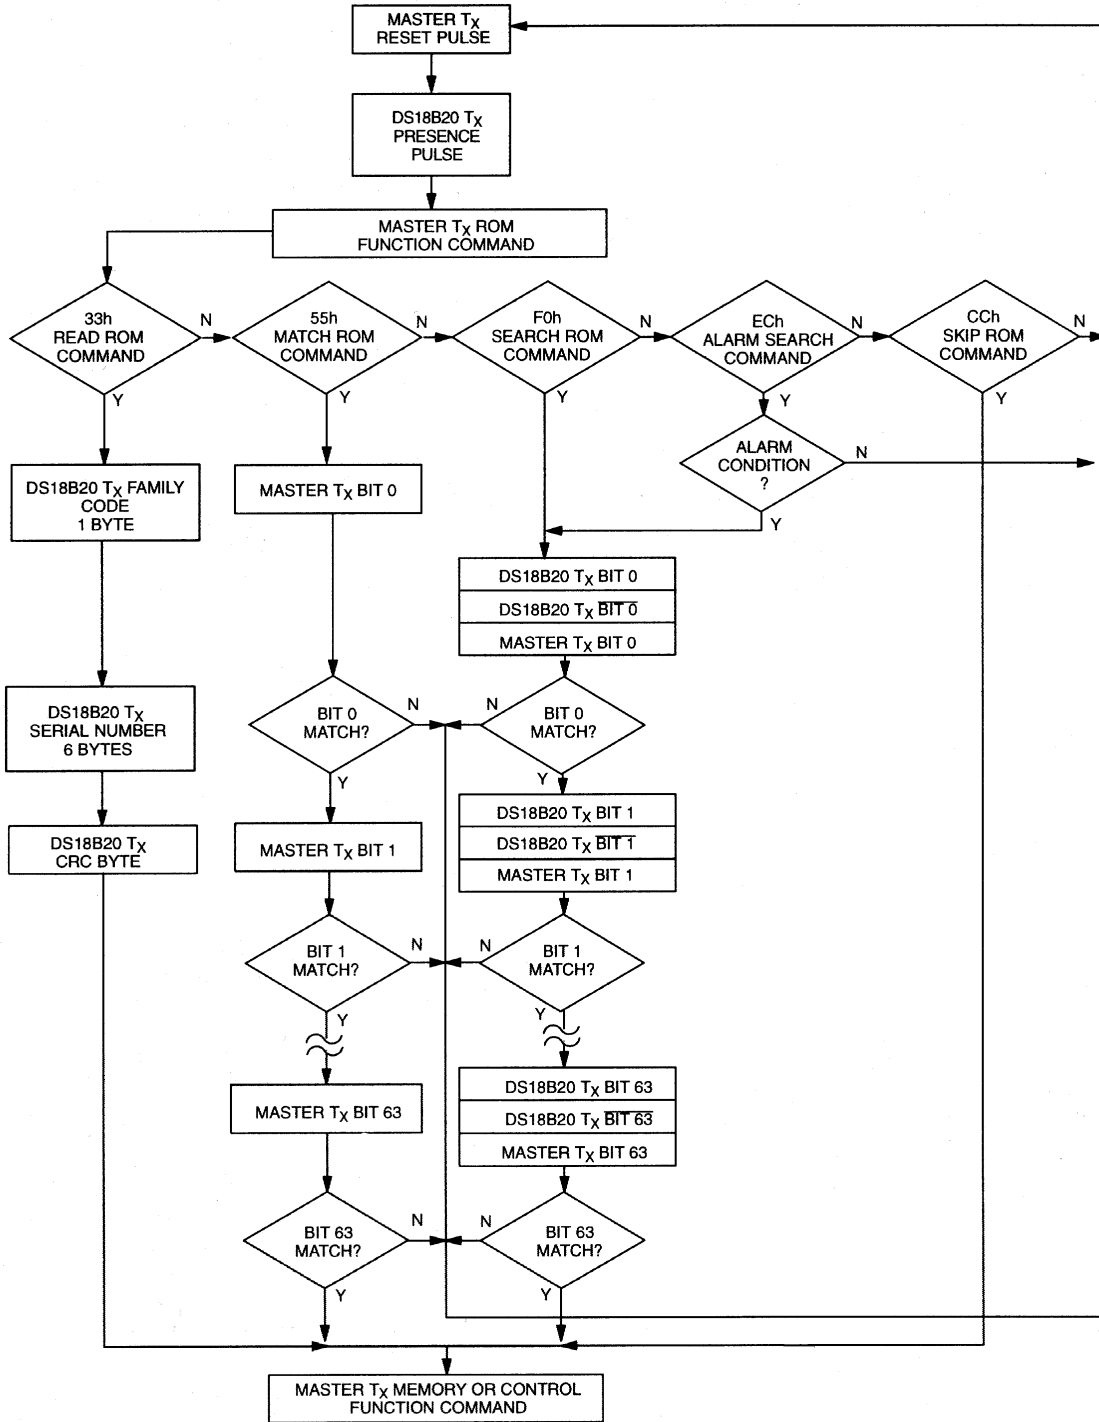 MASTER TX
RESET PULSE
DS18B20 TX
PRESENCE
PULSE
MASTER TX ROM
FUNCTION COMMAND
33h
READ ROM
COMMAND
N
Y
55h
MATCH ROM
COMMAND
N
Y
F0h
SEARCH ROM
COMMAND
N
Y
ECh
ALARM SEARCH
COMMAND
N
Y
CCh
SKIP ROM
COMMAND
N
Y
ALARM
CONDITION
?
N
Y
DS18B20 TX FAMILY
CODE
1 BYTE
MASTER TX BIT 0
DS18B20 TX BIT 0
DS18B20 TX BIT 0
MASTER TX BIT 0
DS18B20 TX
SERIAL NUMBER
6 BYTES
BIT 0
MATCH?
N
Y
N
BIT 0
MATCH?
Y
DS18B20 TX
CRC BYTE
MASTER TX BIT 1
DS18B20 TX BIT 1
DS18B20 TX BIT 1
MASTER TX BIT 1
BIT 1
MATCH?
N
Y
N
BIT 1
MATCH?
Y
MASTER TX BIT 63
DS18B20 TX BIT 63
DS18B20 TX BIT 63
MASTER TX BIT 63
BIT 63
MATCH?
N
Y
N
BIT 63
MATCH?
Y
MASTER TX MEMORY OR CONTROL
FUNCTION COMMAND